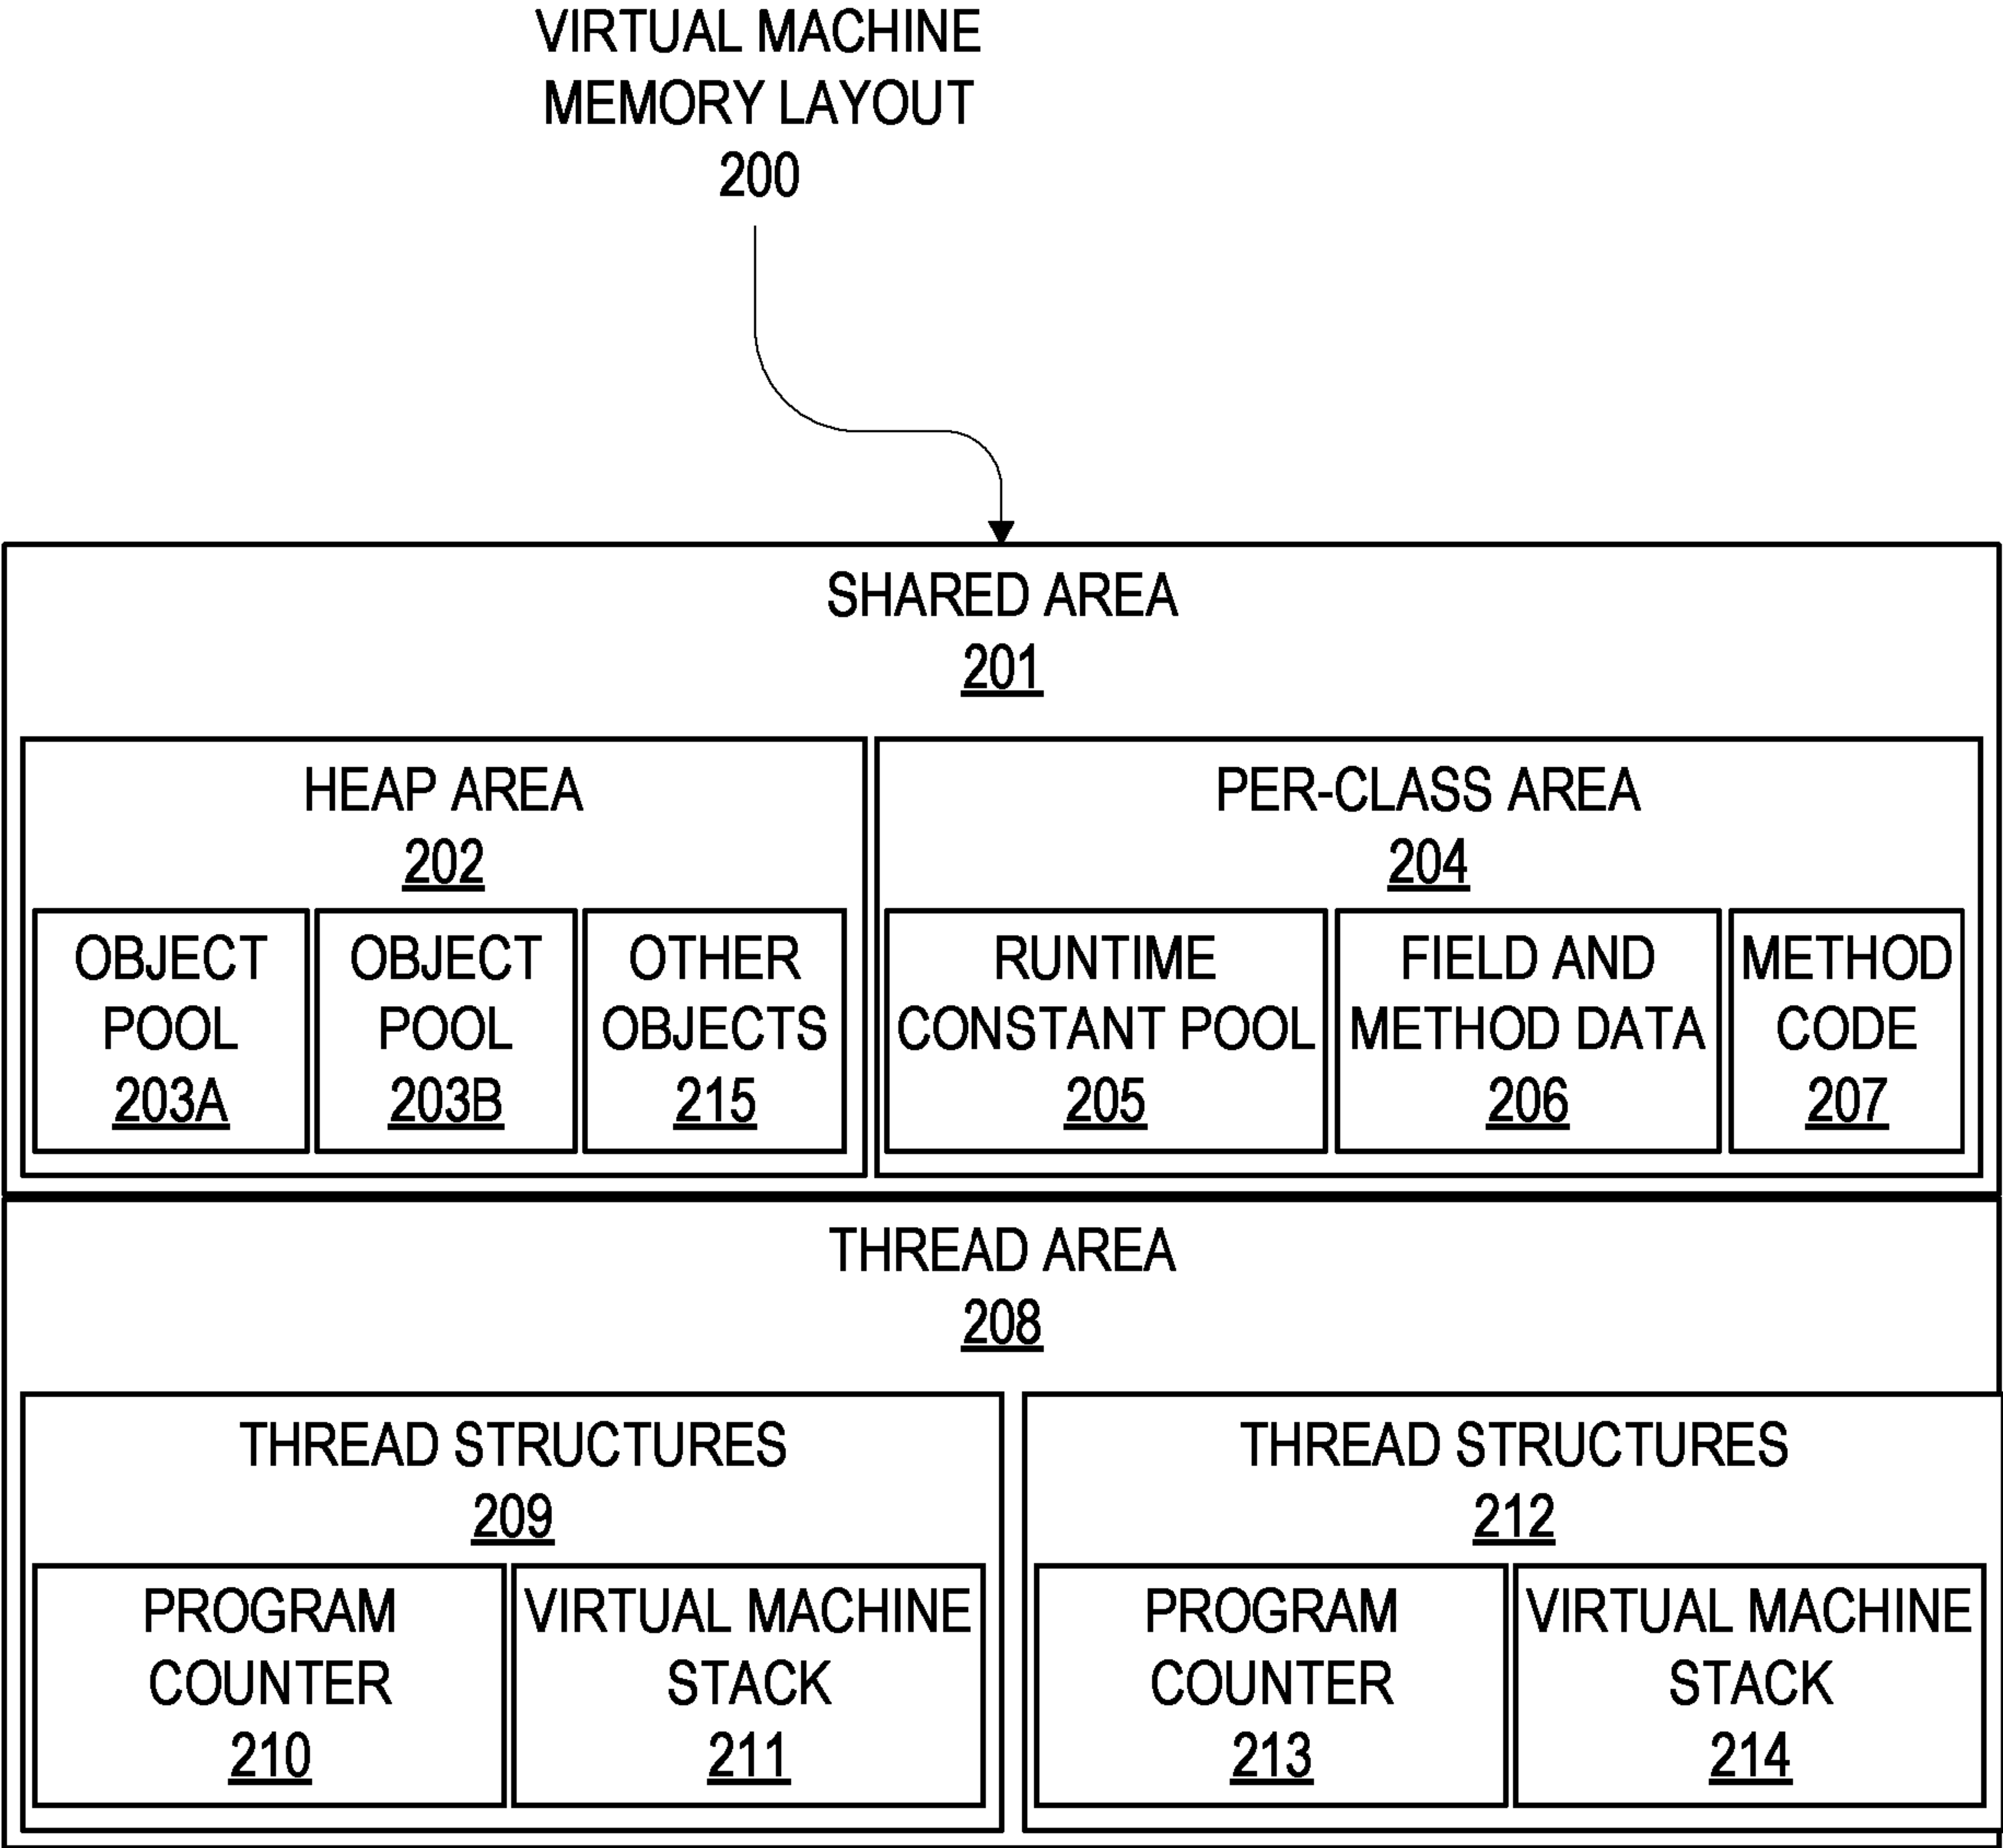 VIRTUAL MACHINE
MEMORY LAYOUT
200
SHARED AREA
201
HEAP AREA
202
OBJECT
POOL
203A
OBJECT
POOL
203B
OTHER
OBJECTS
215
PER-CLASS AREA
204
RUNTIME
CONSTANT POOL
205
FIELD AND
METHOD DATA
206
METHOD
CODE
207
THREAD AREA
208
THREAD STRUCTURES
209
PROGRAM
COUNTER
210
VIRTUAL MACHINE
STACK
211
THREAD STRUCTURES
212
PROGRAM
COUNTER
213
VIRTUAL MACHINE
STACK
214